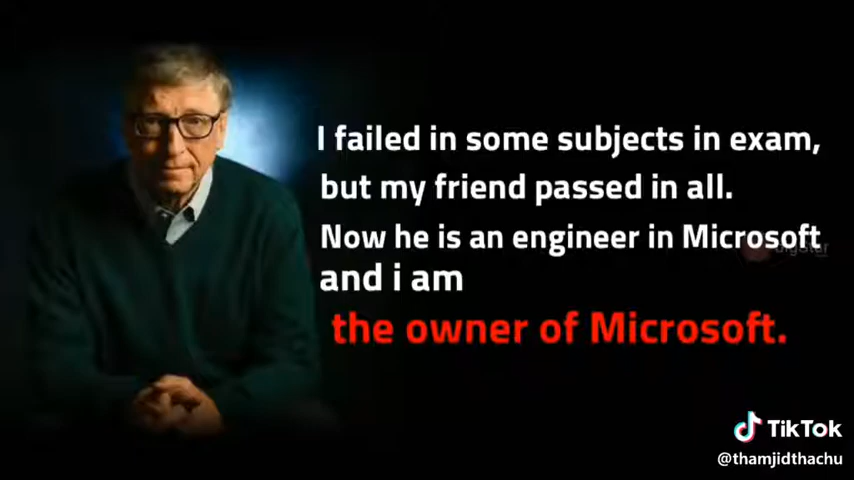 I failed in some subjects in exam,
but my friend passed in all.
Now he is an engineer in Microsoft
and i am
the owner of Microsoft.
TikTok
@thamjidthachu